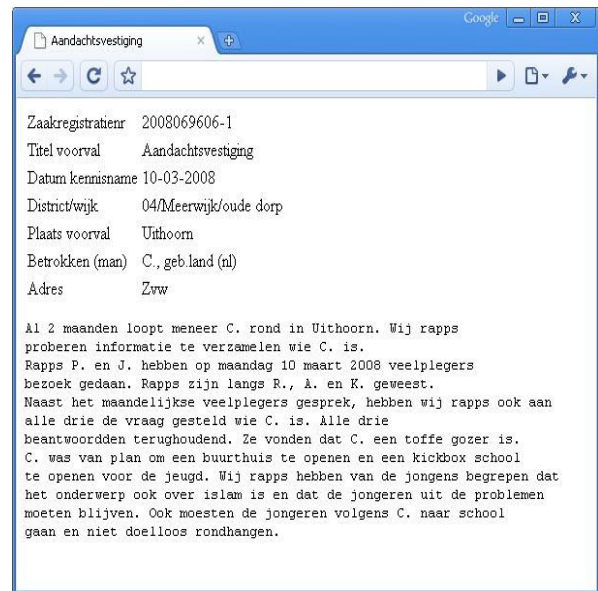 Google
Aandachtsvestiging
Zaakregistratienr 2008069606-1
Titel voorval Aandachtsvestiging
Datum kennisname 10-03-2008
District/wijk 04/Meerwijk/oude dorp
Plaats voorval Uithoorn
Betrokken (man) C., geb.land (nl)
Adres Zvw
Al 2 maanden loopt meneer C. rond in Uithoorn. Wij rapps
proberen informatie te verzamelen wie C. is.
Rapps P. en J. hebben op maandag 10 maart 2008 veelplegers
bezoek gedaan. Rapps zijn langs R., A. en K. geweest.
Naast het maandelijkse veelplegers gesprek, hebben wij rapps ook aan
alle drie de vraag gesteld wie C. is. Alle drie
beantwoordden terughoudend. Ze vonden dat C. een toffe gozer is.
C. was van plan om een buurthuis te openen en een kickbox school
te openen voor de jeugd. Wij rapps hebben van de jongens begrepen dat
het onderwerp ook over islam is en dat de jongeren uit de problemen
moeten blijven. Ook moesten de jongeren volgens C. naar school
gaan en niet doelloos rondhangen.